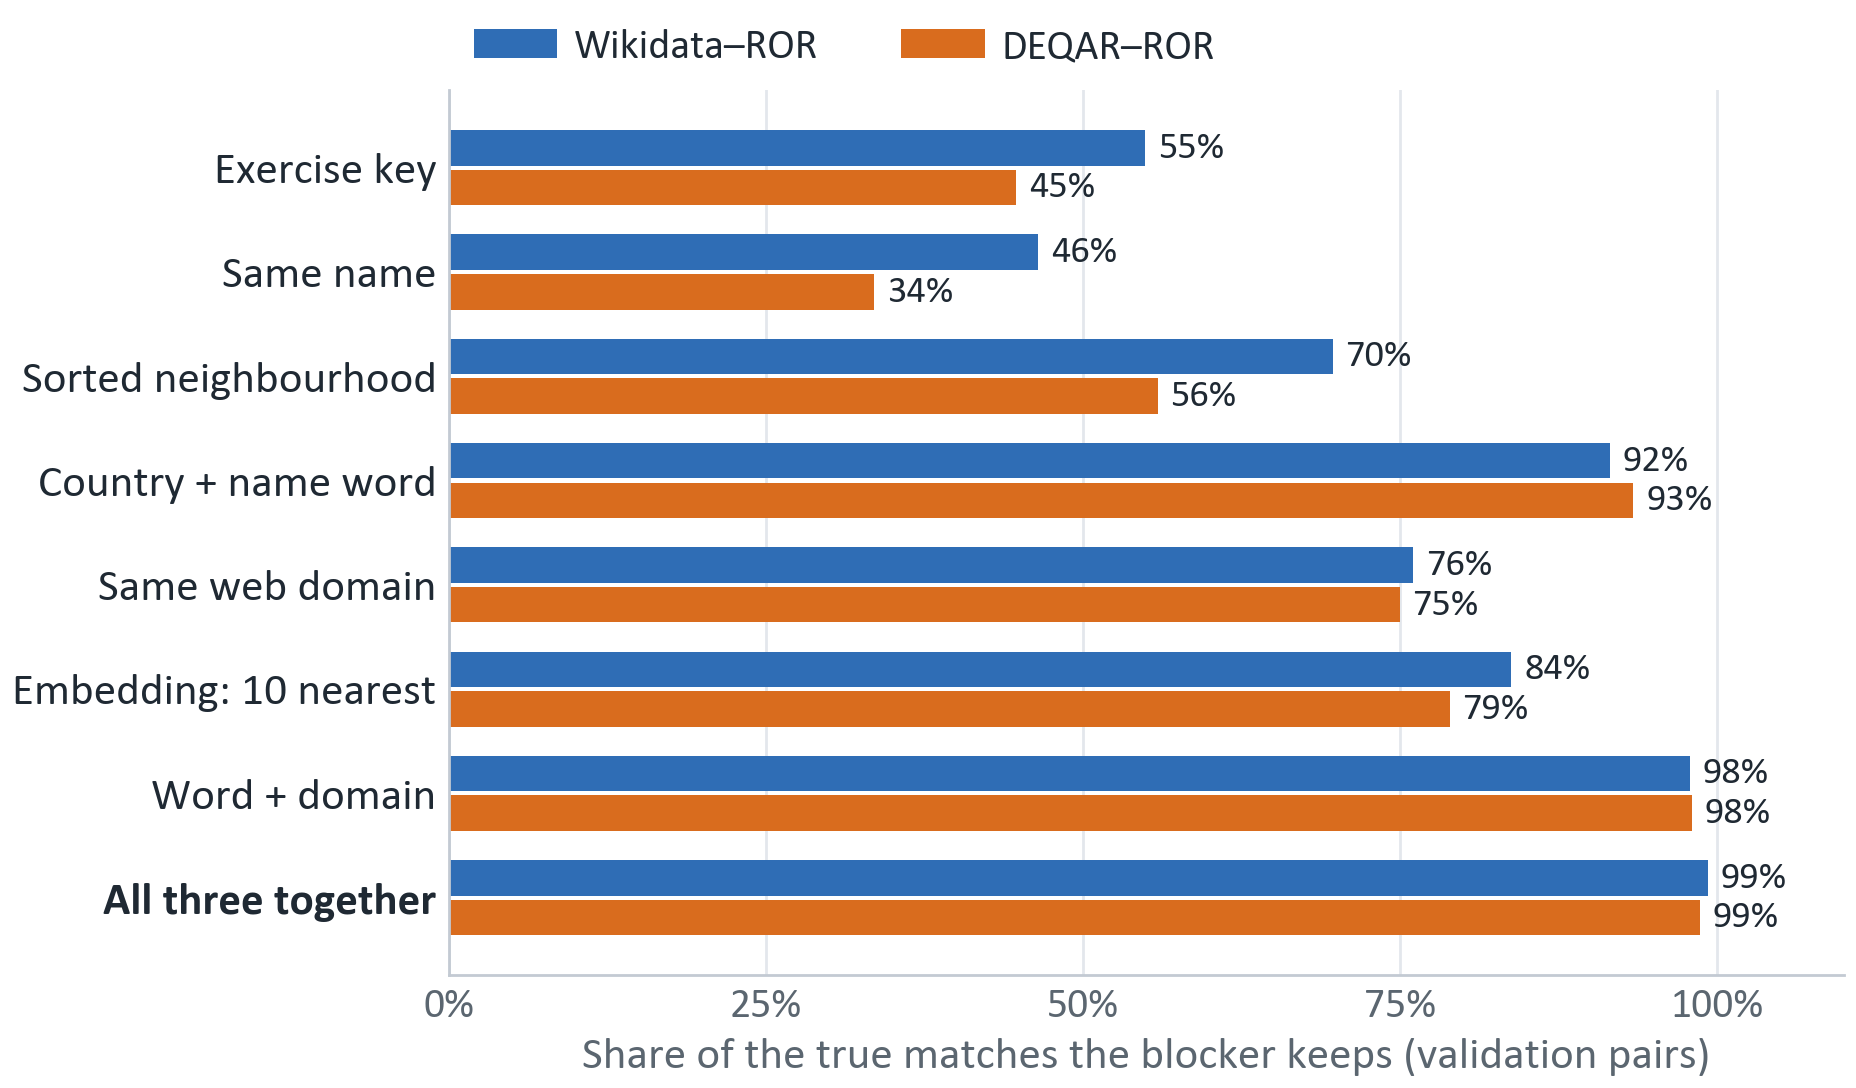 Wikidata–ROR
DEQAR–ROR
Exercise key
55%
45%
Same name
46%
34%
Sorted neighbourhood
70%
56%
Country + name word
92%
93%
Same web domain
76%
75%
Embedding: 10 nearest
84%
79%
Word + domain
98%
98%
All three together
99%
99%
0% 25% 50% 75% 100%
Share of the true matches the blocker keeps (validation pairs)